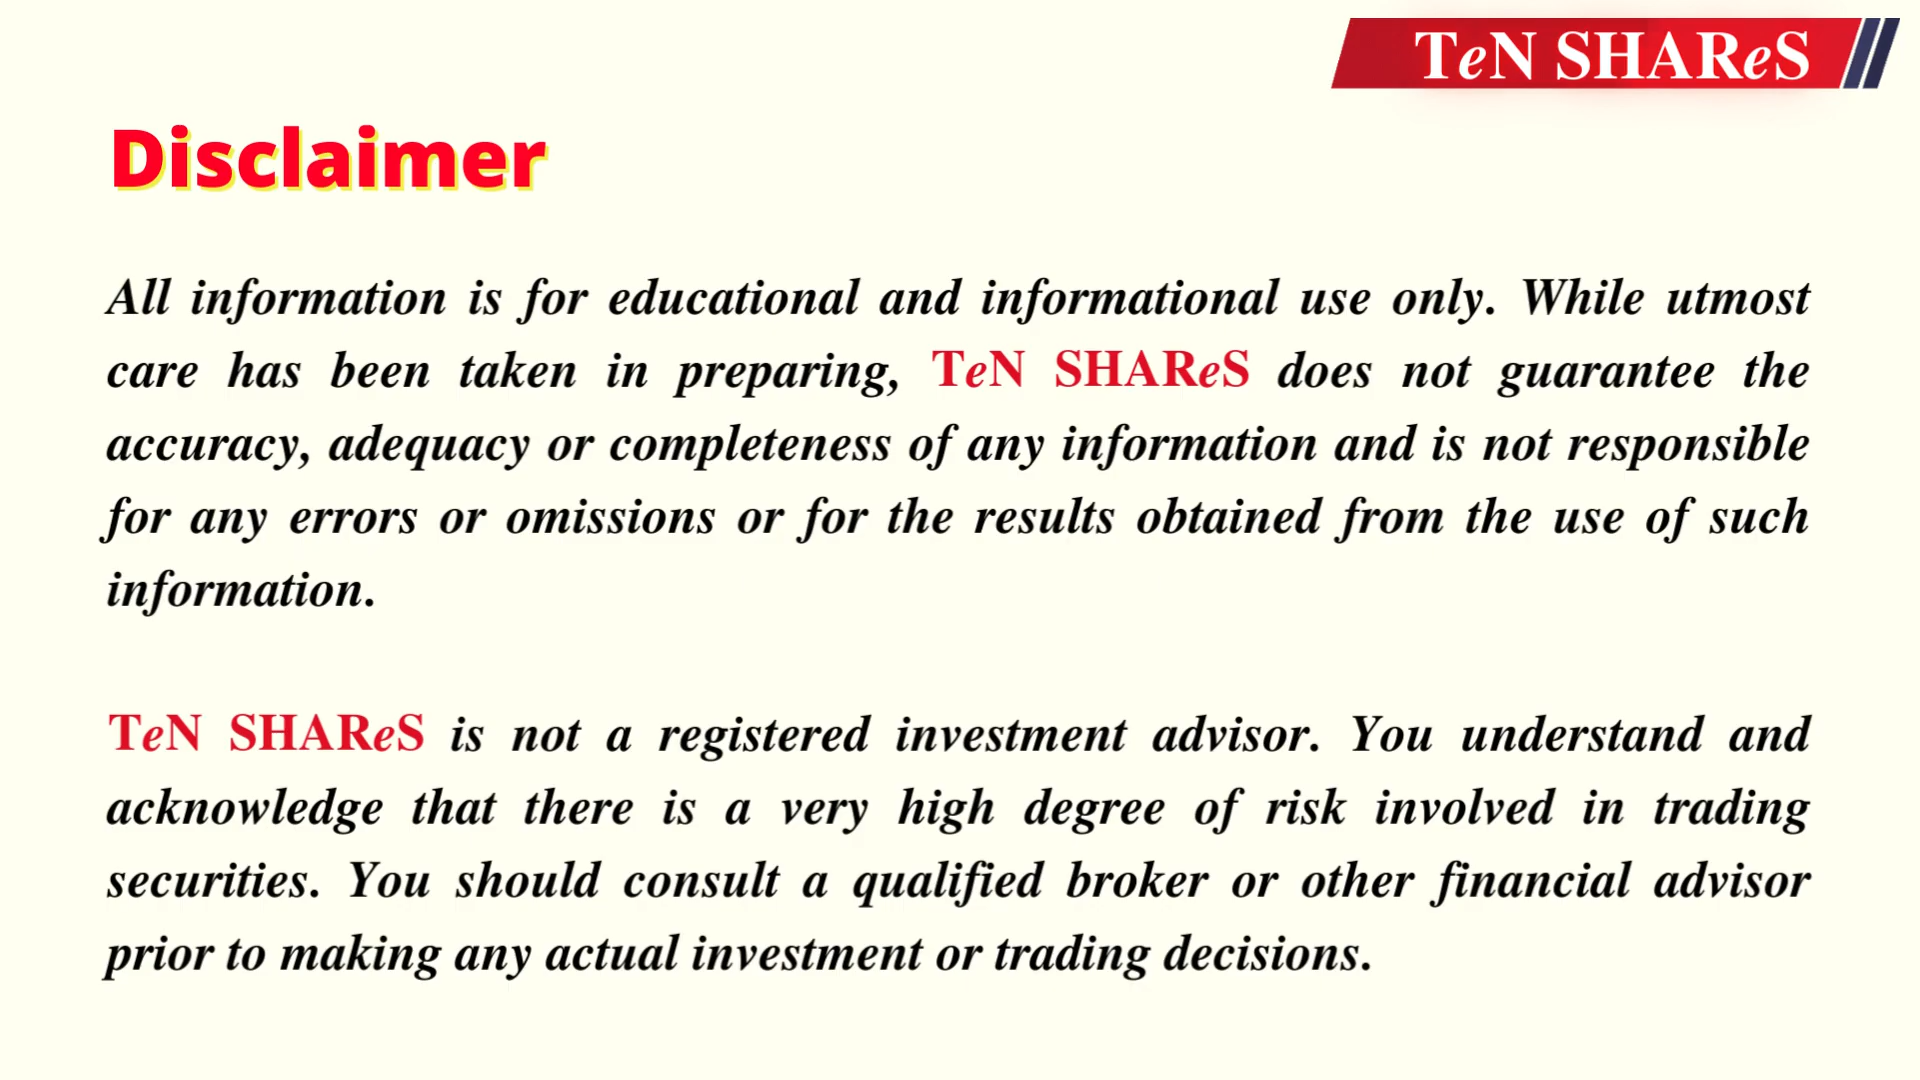 TeN SHAReS
Disclaimer
All information is for educational and informational use only. While utmost
care has been taken in preparing, TeN SHAReS does not guarantee the
accuracy, adequacy or completeness of any information and is not responsible
for any errors or omissions or for the results obtained from the use of such
information.
TeN SHAReS is not a registered investment advisor. You understand and
acknowledge that there is a very high degree of risk involved in trading
securities. You should consult a qualified broker or other financial advisor
prior to making any actual investment or trading decisions.